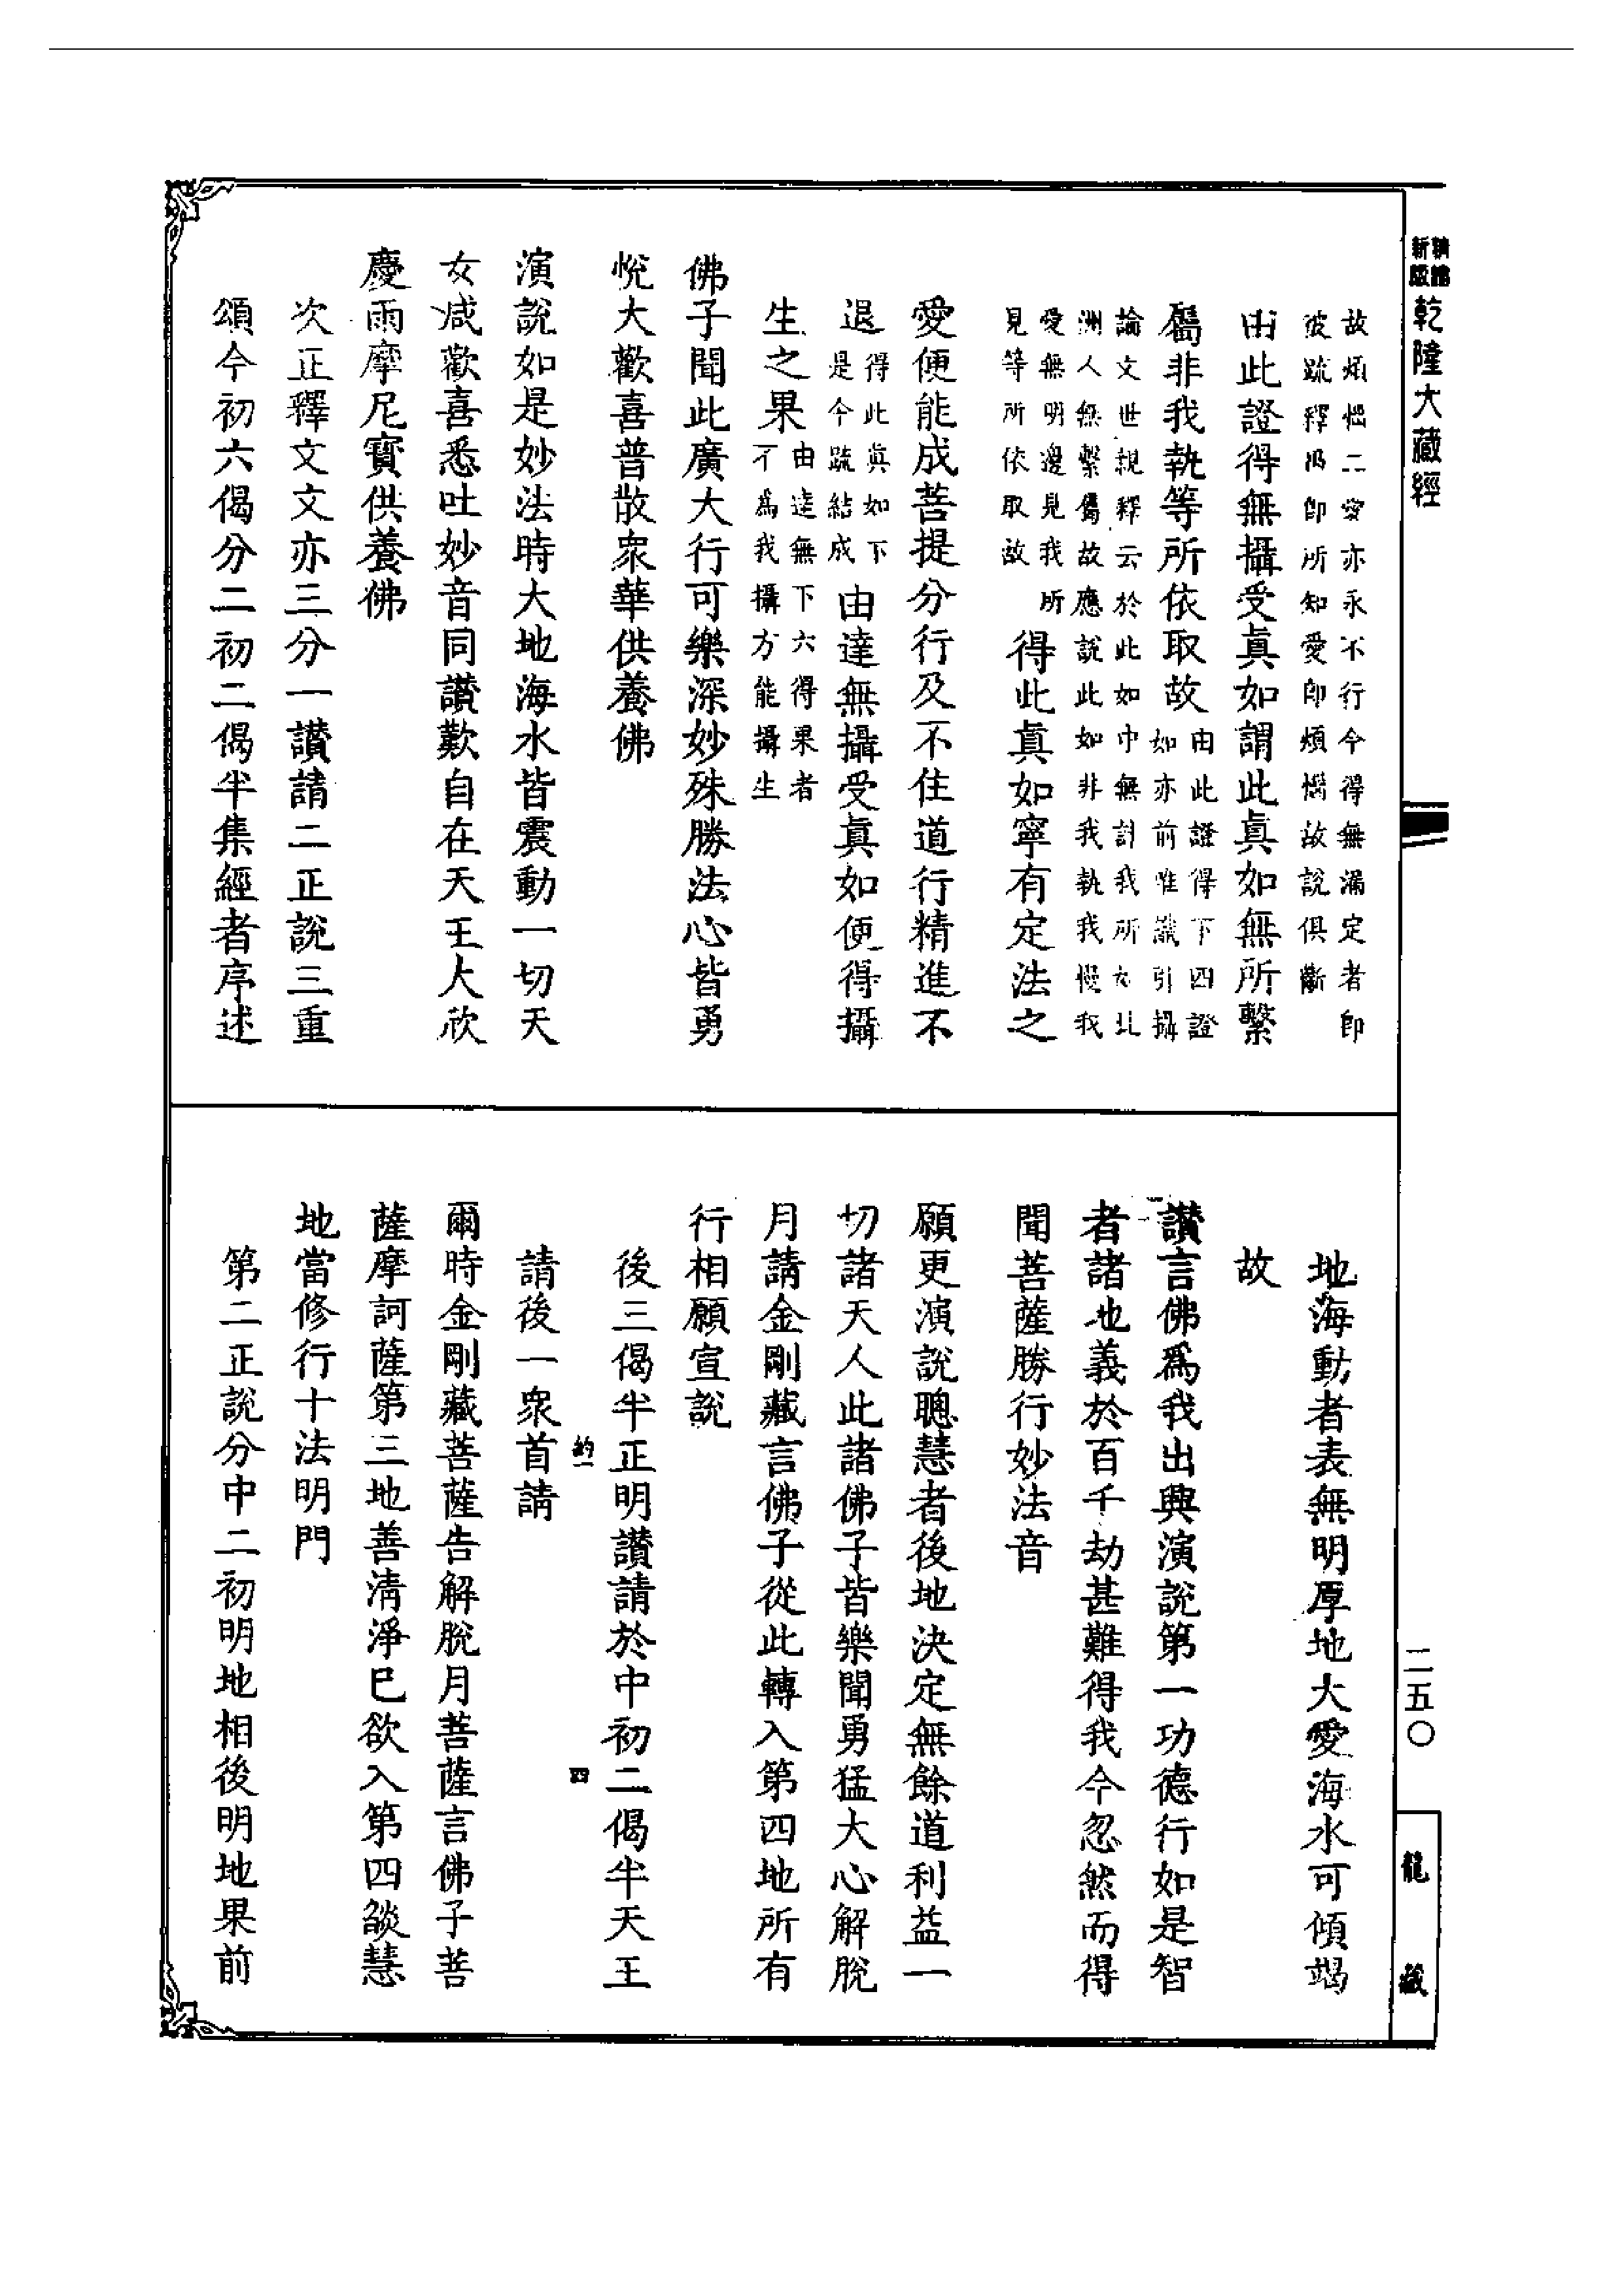 新版 精縮 乾隆大藏經
故煩惱二愛亦永不行今得無漏定者即
彼疏釋乃即所知愛即煩惱故說俱斷
由此證得無攝受真如謂此真如無所繫
屬非我執等所依取故由此證得下四證
如亦前唯識引攝
論文世親釋云於此如中無計我所如北
洲人無繫屬故應說此如非我執我慢我
愛無明邊見我所
見等所依取故
得此真如寧有定法之
愛便能成菩提分行及不住道行精進不
退得此真如下
是今疏結成
由達無攝受真如便得攝
生之果由達無下六得果者
不為我攝方能攝生
佛子聞此廣大行可樂深妙殊勝法心皆勇
悅大歡喜普散眾華供養佛
演說如是妙法時大地海水皆震動一切天
女咸歡喜悉吐妙音同讚歎自在天王大欣
慶雨摩尼寶供養佛
次正釋文文亦三分一讚請二正說三重
頌今初六偈分二初二偈半集經者序述
地海動者表無明厚地大愛海水可傾竭
故
讚言佛為我出興演說第一功德行如是智
者諸地義於百千劫甚難得我今忽然而得
聞菩薩勝行妙法音
願更演說聰慧者後地決定無餘道利益一
切諸天人此諸佛子皆樂聞勇猛大心解脫
月請金剛藏言佛子從此轉入第四地所有
行相願宣說
後三偈半正明讚請於中初二偈半天王
約一 四
請後一眾首請
爾時金剛藏菩薩告解脫月菩薩言佛子菩
薩摩訶薩第三地善清淨已欲入第四燄慧
地當修行十法明門
第二正說分中二初明地相後明地果前
二五〇
龍藏